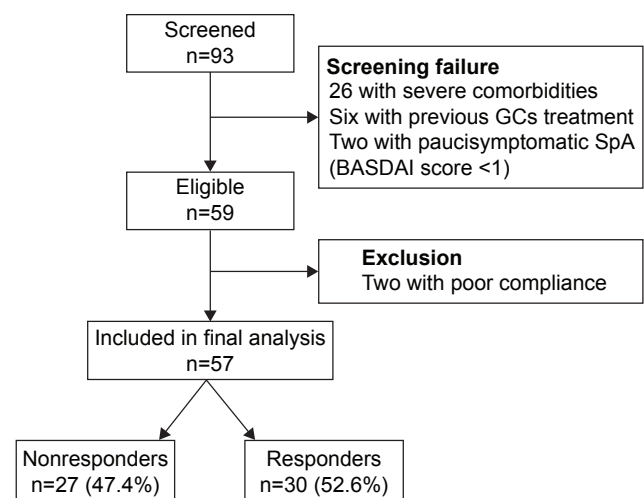 Screened
n=93
Screening failure
26 with severe comorbidities
Six with previous GCs treatment
Two with paucisymptomatic SpA
(BASDAI score <1)
Eligible
n=59
Exclusion
Two with poor compliance
Included in final analysis
n=57
Nonresponders
n=27 (47.4%)
Responders
n=30 (52.6%)